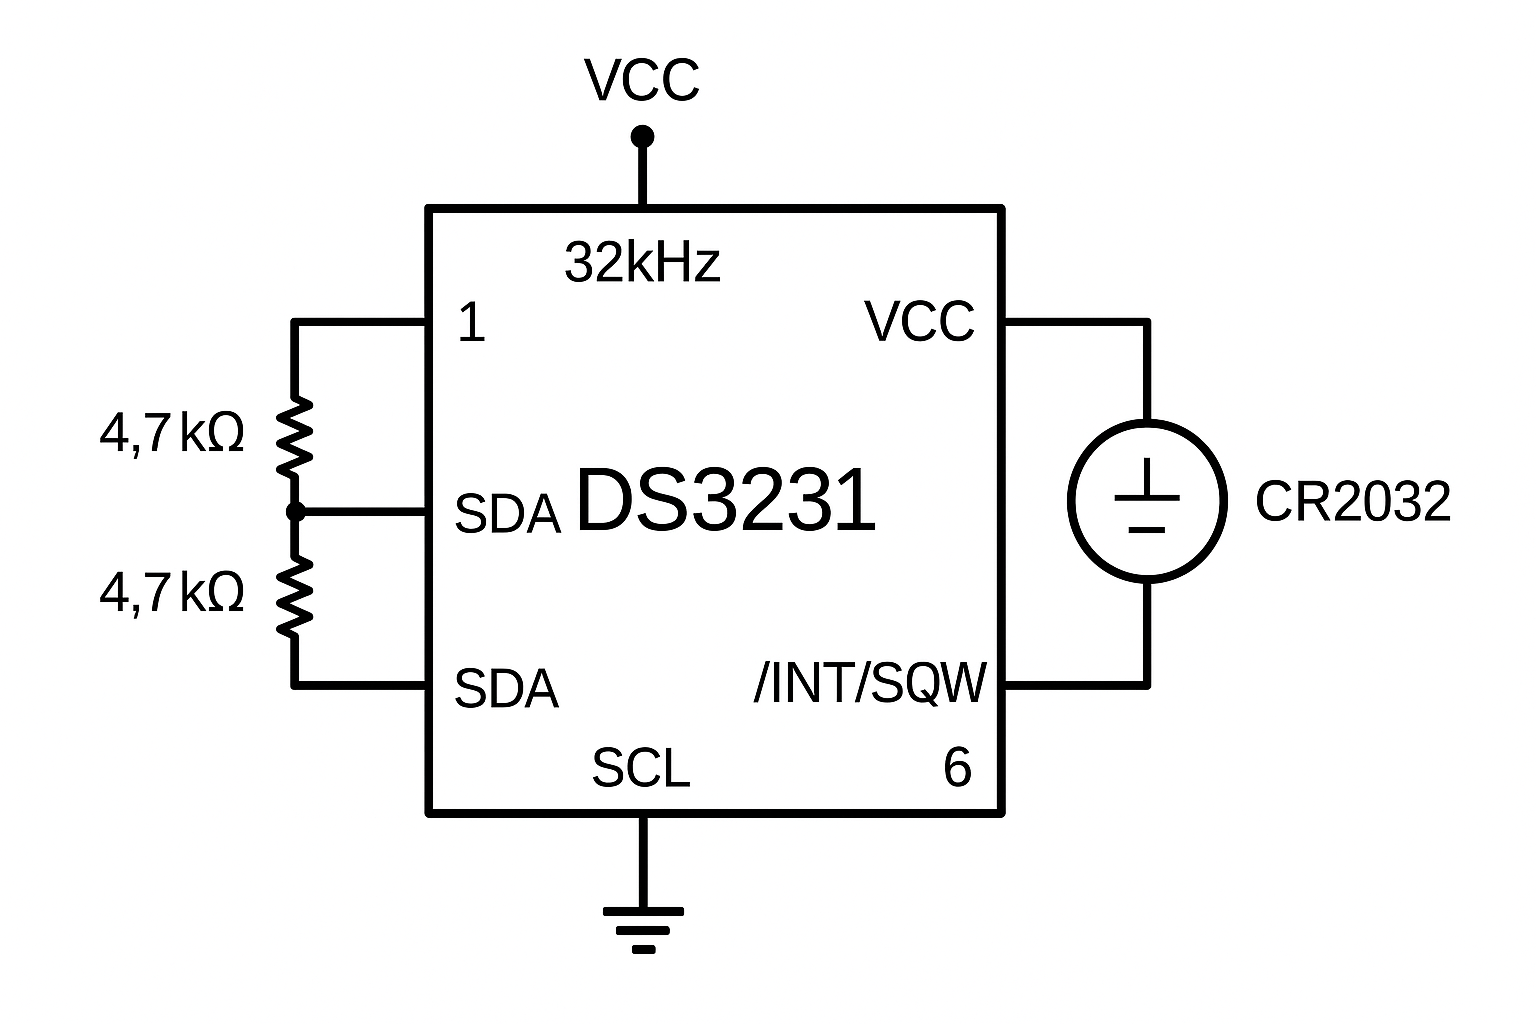 VCC
32kHz
1
VCC
4,7 kΩ
SDA
DS3231
CR2032
4,7 kΩ
SDA
/INT/SQW
SCL
6